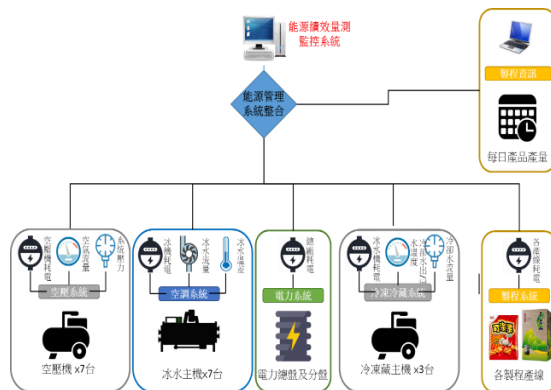 能源績效量測
監控系統
能源管理
系統整合
聯程資訊
每日產品產量
空壓機耗電
空氣流量
系統壓力
空壓系統
空壓機 x7台
冰機耗電
冰水流量
冰水溫度
空調系統
冰水主機x7台
總廠耗電
電力系統
電力總盤及分盤
冰水機耗電
冷卻水出
水溫度
冷卻水流量
冷凍冷藏系統
冷凍藏主機 x3台
各產線耗電
聯程系統
各製程產線